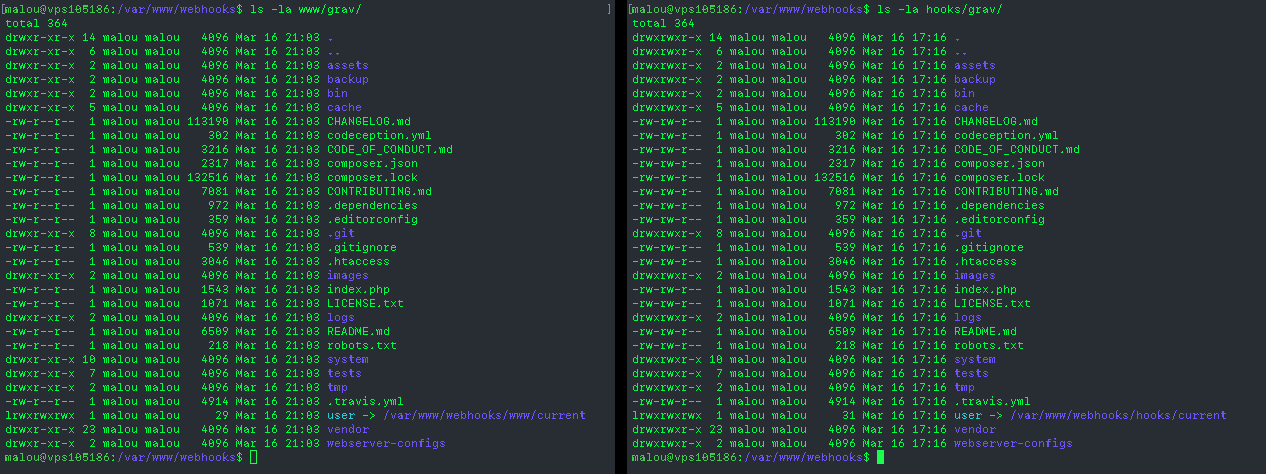 [malou@vps105186:/var/www/webhooks$ ls -la www/grav/ ]
total 364
drwxr-xr-x 14 malou malou   4096 Mar 16 21:03 .
drwxr-xr-x  6 malou malou   4096 Mar 16 21:03 ..
drwxr-xr-x  2 malou malou   4096 Mar 16 21:03 assets
drwxr-xr-x  2 malou malou   4096 Mar 16 21:03 backup
drwxr-xr-x  2 malou malou   4096 Mar 16 21:03 bin
drwxr-xr-x  5 malou malou   4096 Mar 16 21:03 cache
-rw-r--r--  1 malou malou 113190 Mar 16 21:03 CHANGELOG.md
-rw-r--r--  1 malou malou    302 Mar 16 21:03 codeception.yml
-rw-r--r--  1 malou malou   3216 Mar 16 21:03 CODE_OF_CONDUCT.md
-rw-r--r--  1 malou malou   2317 Mar 16 21:03 composer.json
-rw-r--r--  1 malou malou 132516 Mar 16 21:03 composer.lock
-rw-r--r--  1 malou malou   7081 Mar 16 21:03 CONTRIBUTING.md
-rw-r--r--  1 malou malou    972 Mar 16 21:03 .dependencies
-rw-r--r--  1 malou malou    359 Mar 16 21:03 .editorconfig
drwxr-xr-x  8 malou malou   4096 Mar 16 21:03 .git
-rw-r--r--  1 malou malou    539 Mar 16 21:03 .gitignore
-rw-r--r--  1 malou malou   3046 Mar 16 21:03 .htaccess
drwxr-xr-x  2 malou malou   4096 Mar 16 21:03 images
-rw-r--r--  1 malou malou   1543 Mar 16 21:03 index.php
-rw-r--r--  1 malou malou   1071 Mar 16 21:03 LICENSE.txt
drwxr-xr-x  2 malou malou   4096 Mar 16 21:03 logs
-rw-r--r--  1 malou malou   6509 Mar 16 21:03 README.md
-rw-r--r--  1 malou malou    218 Mar 16 21:03 robots.txt
drwxr-xr-x 10 malou malou   4096 Mar 16 21:03 system
drwxr-xr-x  7 malou malou   4096 Mar 16 21:03 tests
drwxr-xr-x  2 malou malou   4096 Mar 16 21:03 tmp
-rw-r--r--  1 malou malou   4914 Mar 16 21:03 .travis.yml
lrwxrwxrwx  1 malou malou     29 Mar 16 21:03 user -> /var/www/webhooks/www/current
drwxr-xr-x 23 malou malou   4096 Mar 16 21:03 vendor
drwxr-xr-x  2 malou malou   4096 Mar 16 21:03 webserver-configs
malou@vps105186:/var/www/webhooks$
malou@vps105186:/var/www/webhooks$ ls -la hooks/grav/
total 364
drwxrwxr-x 14 malou malou   4096 Mar 16 17:16 .
drwxrwxr-x  6 malou malou   4096 Mar 16 17:16 ..
drwxrwxr-x  2 malou malou   4096 Mar 16 17:16 assets
drwxrwxr-x  2 malou malou   4096 Mar 16 17:16 backup
drwxrwxr-x  2 malou malou   4096 Mar 16 17:16 bin
drwxrwxr-x  5 malou malou   4096 Mar 16 17:16 cache
-rw-rw-r--  1 malou malou 113190 Mar 16 17:16 CHANGELOG.md
-rw-rw-r--  1 malou malou    302 Mar 16 17:16 codeception.yml
-rw-rw-r--  1 malou malou   3216 Mar 16 17:16 CODE_OF_CONDUCT.md
-rw-rw-r--  1 malou malou   2317 Mar 16 17:16 composer.json
-rw-rw-r--  1 malou malou 132516 Mar 16 17:16 composer.lock
-rw-rw-r--  1 malou malou   7081 Mar 16 17:16 CONTRIBUTING.md
-rw-rw-r--  1 malou malou    972 Mar 16 17:16 .dependencies
-rw-rw-r--  1 malou malou    359 Mar 16 17:16 .editorconfig
drwxrwxr-x  8 malou malou   4096 Mar 16 17:16 .git
-rw-rw-r--  1 malou malou    539 Mar 16 17:16 .gitignore
-rw-rw-r--  1 malou malou   3046 Mar 16 17:16 .htaccess
drwxrwxr-x  2 malou malou   4096 Mar 16 17:16 images
-rw-rw-r--  1 malou malou   1543 Mar 16 17:16 index.php
-rw-rw-r--  1 malou malou   1071 Mar 16 17:16 LICENSE.txt
drwxrwxr-x  2 malou malou   4096 Mar 16 17:16 logs
-rw-rw-r--  1 malou malou   6509 Mar 16 17:16 README.md
-rw-rw-r--  1 malou malou    218 Mar 16 17:16 robots.txt
drwxrwxr-x 10 malou malou   4096 Mar 16 17:16 system
drwxrwxr-x  7 malou malou   4096 Mar 16 17:16 tests
drwxrwxr-x  2 malou malou   4096 Mar 16 17:16 tmp
-rw-rw-r--  1 malou malou   4914 Mar 16 17:16 .travis.yml
lrwxrwxrwx  1 malou malou     31 Mar 16 17:16 user -> /var/www/webhooks/hooks/current
drwxrwxr-x 23 malou malou   4096 Mar 16 17:16 vendor
drwxrwxr-x  2 malou malou   4096 Mar 16 17:16 webserver-configs
malou@vps105186:/var/www/webhooks$